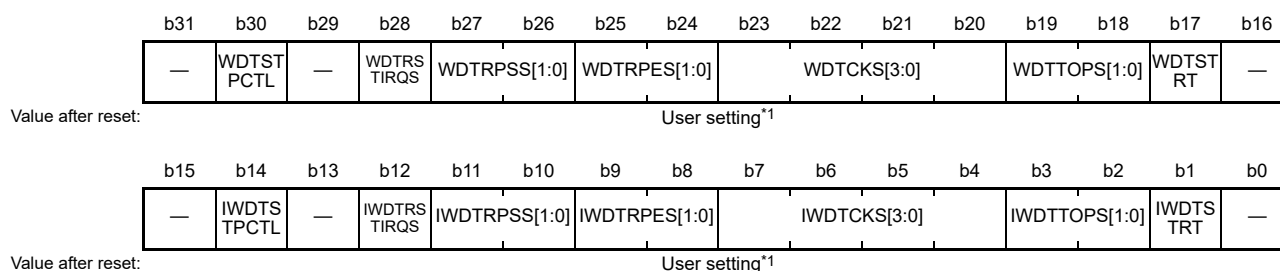 b31 b30 b29 b28 b27 b26 b25 b24 b23 b22 b21 b20 b19 b18 b17 b16
— WDTST PCTL — WDTRS TIRQS WDTRPSS[1:0] WDTRPES[1:0] WDTCKS[3:0] WDTTOPS[1:0] WDTST RT —
Value after reset: User setting*1
b15 b14 b13 b12 b11 b10 b9 b8 b7 b6 b5 b4 b3 b2 b1 b0
— IWDTS TPCTL — IWDTRS TIRQS IWDTRPSS[1:0] IWDTRPES[1:0] IWDTCKS[3:0] IWDTTOPS[1:0] IWDTS TRT —
Value after reset: User setting*1